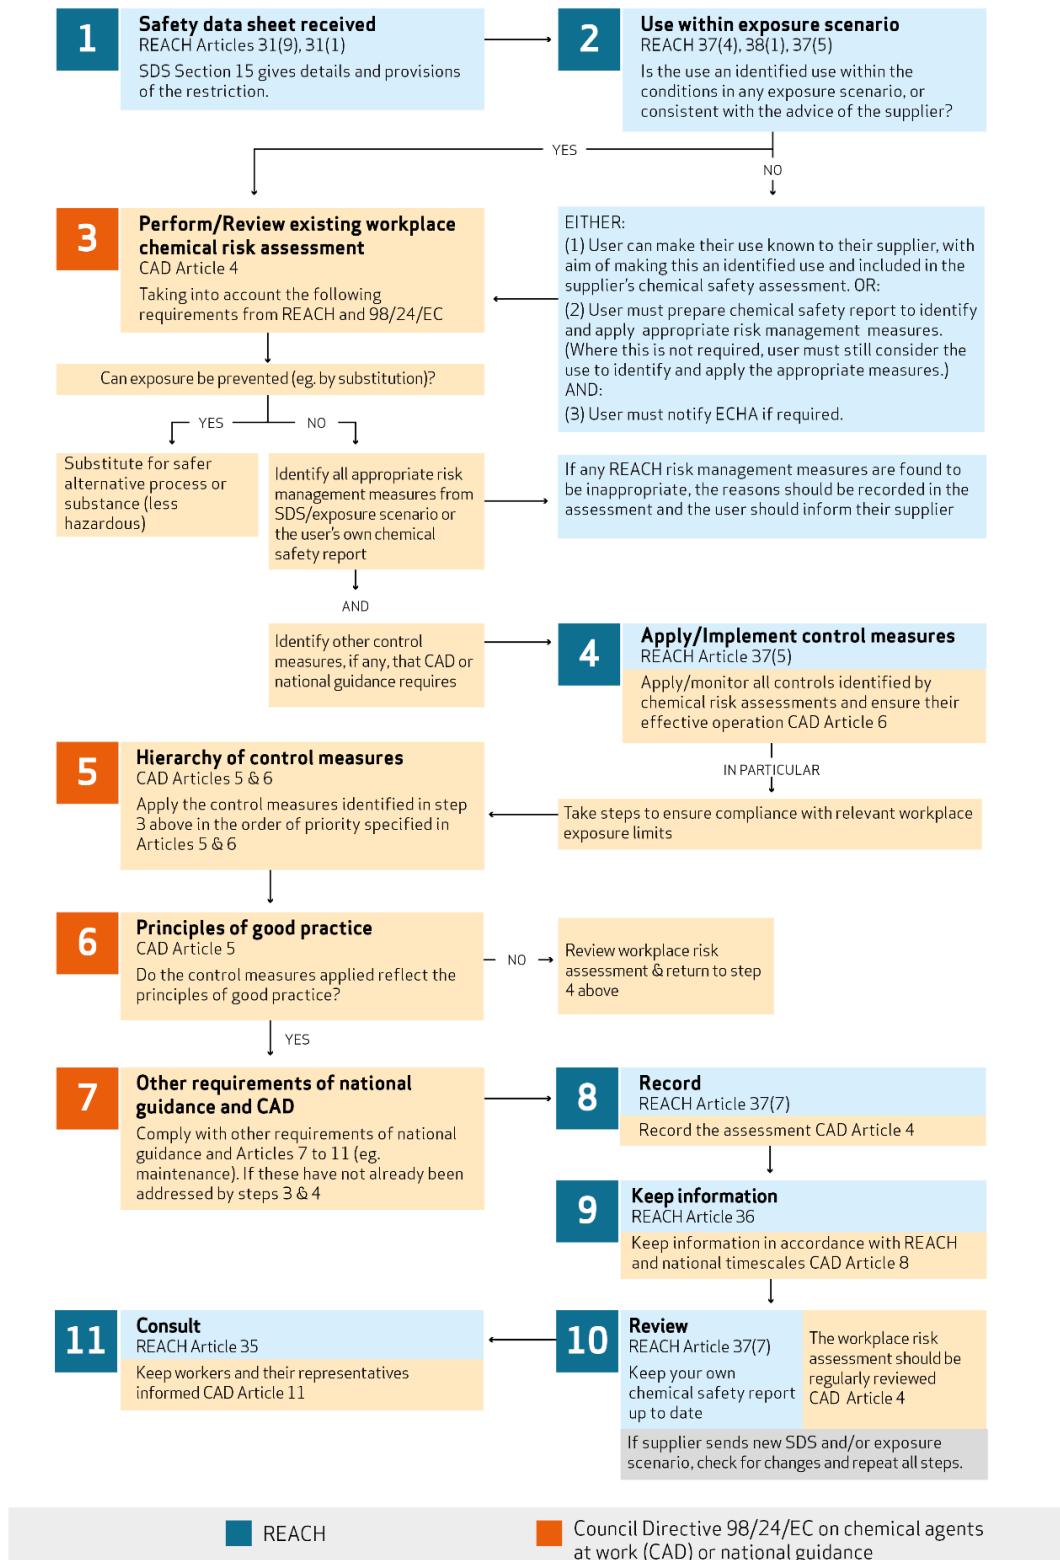 1
Safety data sheet received
REACH Articles 31(9), 31(1)
SDS Section 15 gives details and provisions
of the restriction.
2
Use within exposure scenario
REACH 37(4), 38(1), 37(5)
Is the use an identified use within the
conditions in any exposure scenario, or
consistent with the advice of the supplier?
YES
NO
3
Perform/Review existing workplace
chemical risk assessment
CAD Article 4
Taking into account the following
requirements from REACH and 98/24/EC
EITHER:
(1) User can make their use known to their supplier, with
aim of making this an identified use and included in the
supplier's chemical safety assessment. OR:
(2) User must prepare chemical safety report to identify
and apply appropriate risk management measures.
(Where this is not required, user must still consider the
use to identify and apply the appropriate measures.)
AND:
(3) User must notify ECHA if required.
Can exposure be prevented (eg. by substitution)?
YES
NO
Substitute for safer
alternative process or
substance (less
hazardous)
Identify all appropriate risk
management measures from
SDS/exposure scenario or
the user's own chemical
safety report
If any REACH risk management measures are found to
be inappropriate, the reasons should be recorded in the
assessment and the user should inform their supplier
AND
Identify other control
measures, if any, that CAD or
national guidance requires
4
Apply/Implement control measures
REACH Article 37(5)
Apply/monitor all controls identified by
chemical risk assessments and ensure their
effective operation CAD Article 6
IN PARTICULAR
Take steps to ensure compliance with relevant workplace
exposure limits
5
Hierarchy of control measures
CAD Articles 5 & 6
Apply the control measures identified in step
3 above in the order of priority specified in
Articles 5 & 6
6
Principles of good practice
CAD Article 5
Do the control measures applied reflect the
principles of good practice?
NO
Review workplace risk
assessment & return to step
4 above
YES
7
Other requirements of national
guidance and CAD
Comply with other requirements of national
guidance and Articles 7 to 11 (eg.
maintenance). If these have not already been
addressed by steps 3 & 4
8
Record
REACH Article 37(7)
Record the assessment CAD Article 4
9
Keep information
REACH Article 36
Keep information in accordance with REACH
and national timescales CAD Article 8
10
Review
REACH Article 37(7)
Keep your own
chemical safety report
up to date
The workplace risk
assessment should be
regularly reviewed
CAD Article 4
If supplier sends new SDS and/or exposure
scenario, check for changes and repeat all steps.
11
Consult
REACH Article 35
Keep workers and their representatives
informed CAD Article 11
REACH
Council Directive 98/24/EC on chemical agents
at work (CAD) or national guidance